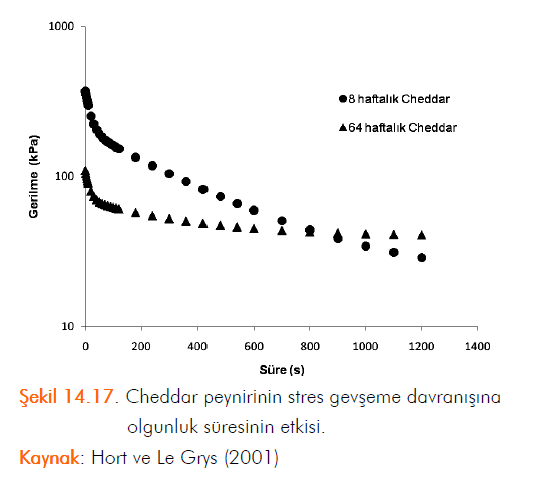 1000
100
10
Gerilme (kPa)
8 haftalık Cheddar
64 haftalık Cheddar
0 200 400 600 800 1000 1200 1400
Süre (s)
Şekil 14.17. Cheddar peynirinin stres gevşeme davranışına
olgunluk süresinin etkisi.
Kaynak: Hort ve Le Grys (2001)